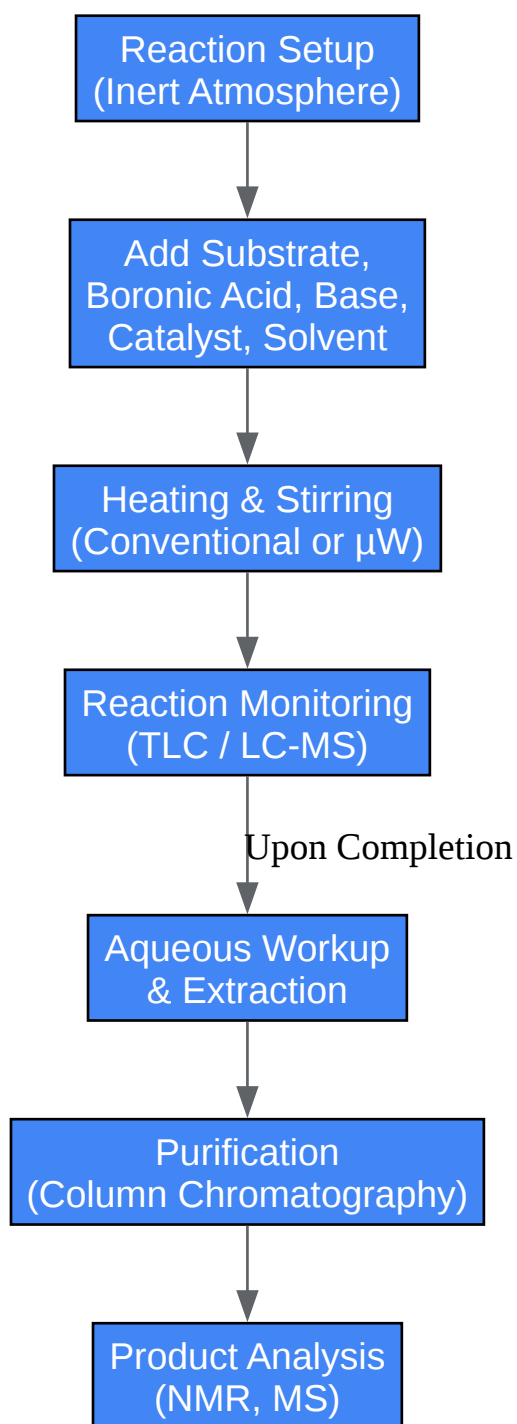 Reaction Setup
(Inert Atmosphere)
Add Substrate,
Boronic Acid, Base,
Catalyst, Solvent
Heating & Stirring
(Conventional or µW)
Reaction Monitoring
(TLC / LC-MS)
Upon Completion
Aqueous Workup
& Extraction
Purification
(Column Chromatography)
Product Analysis
(NMR, MS)